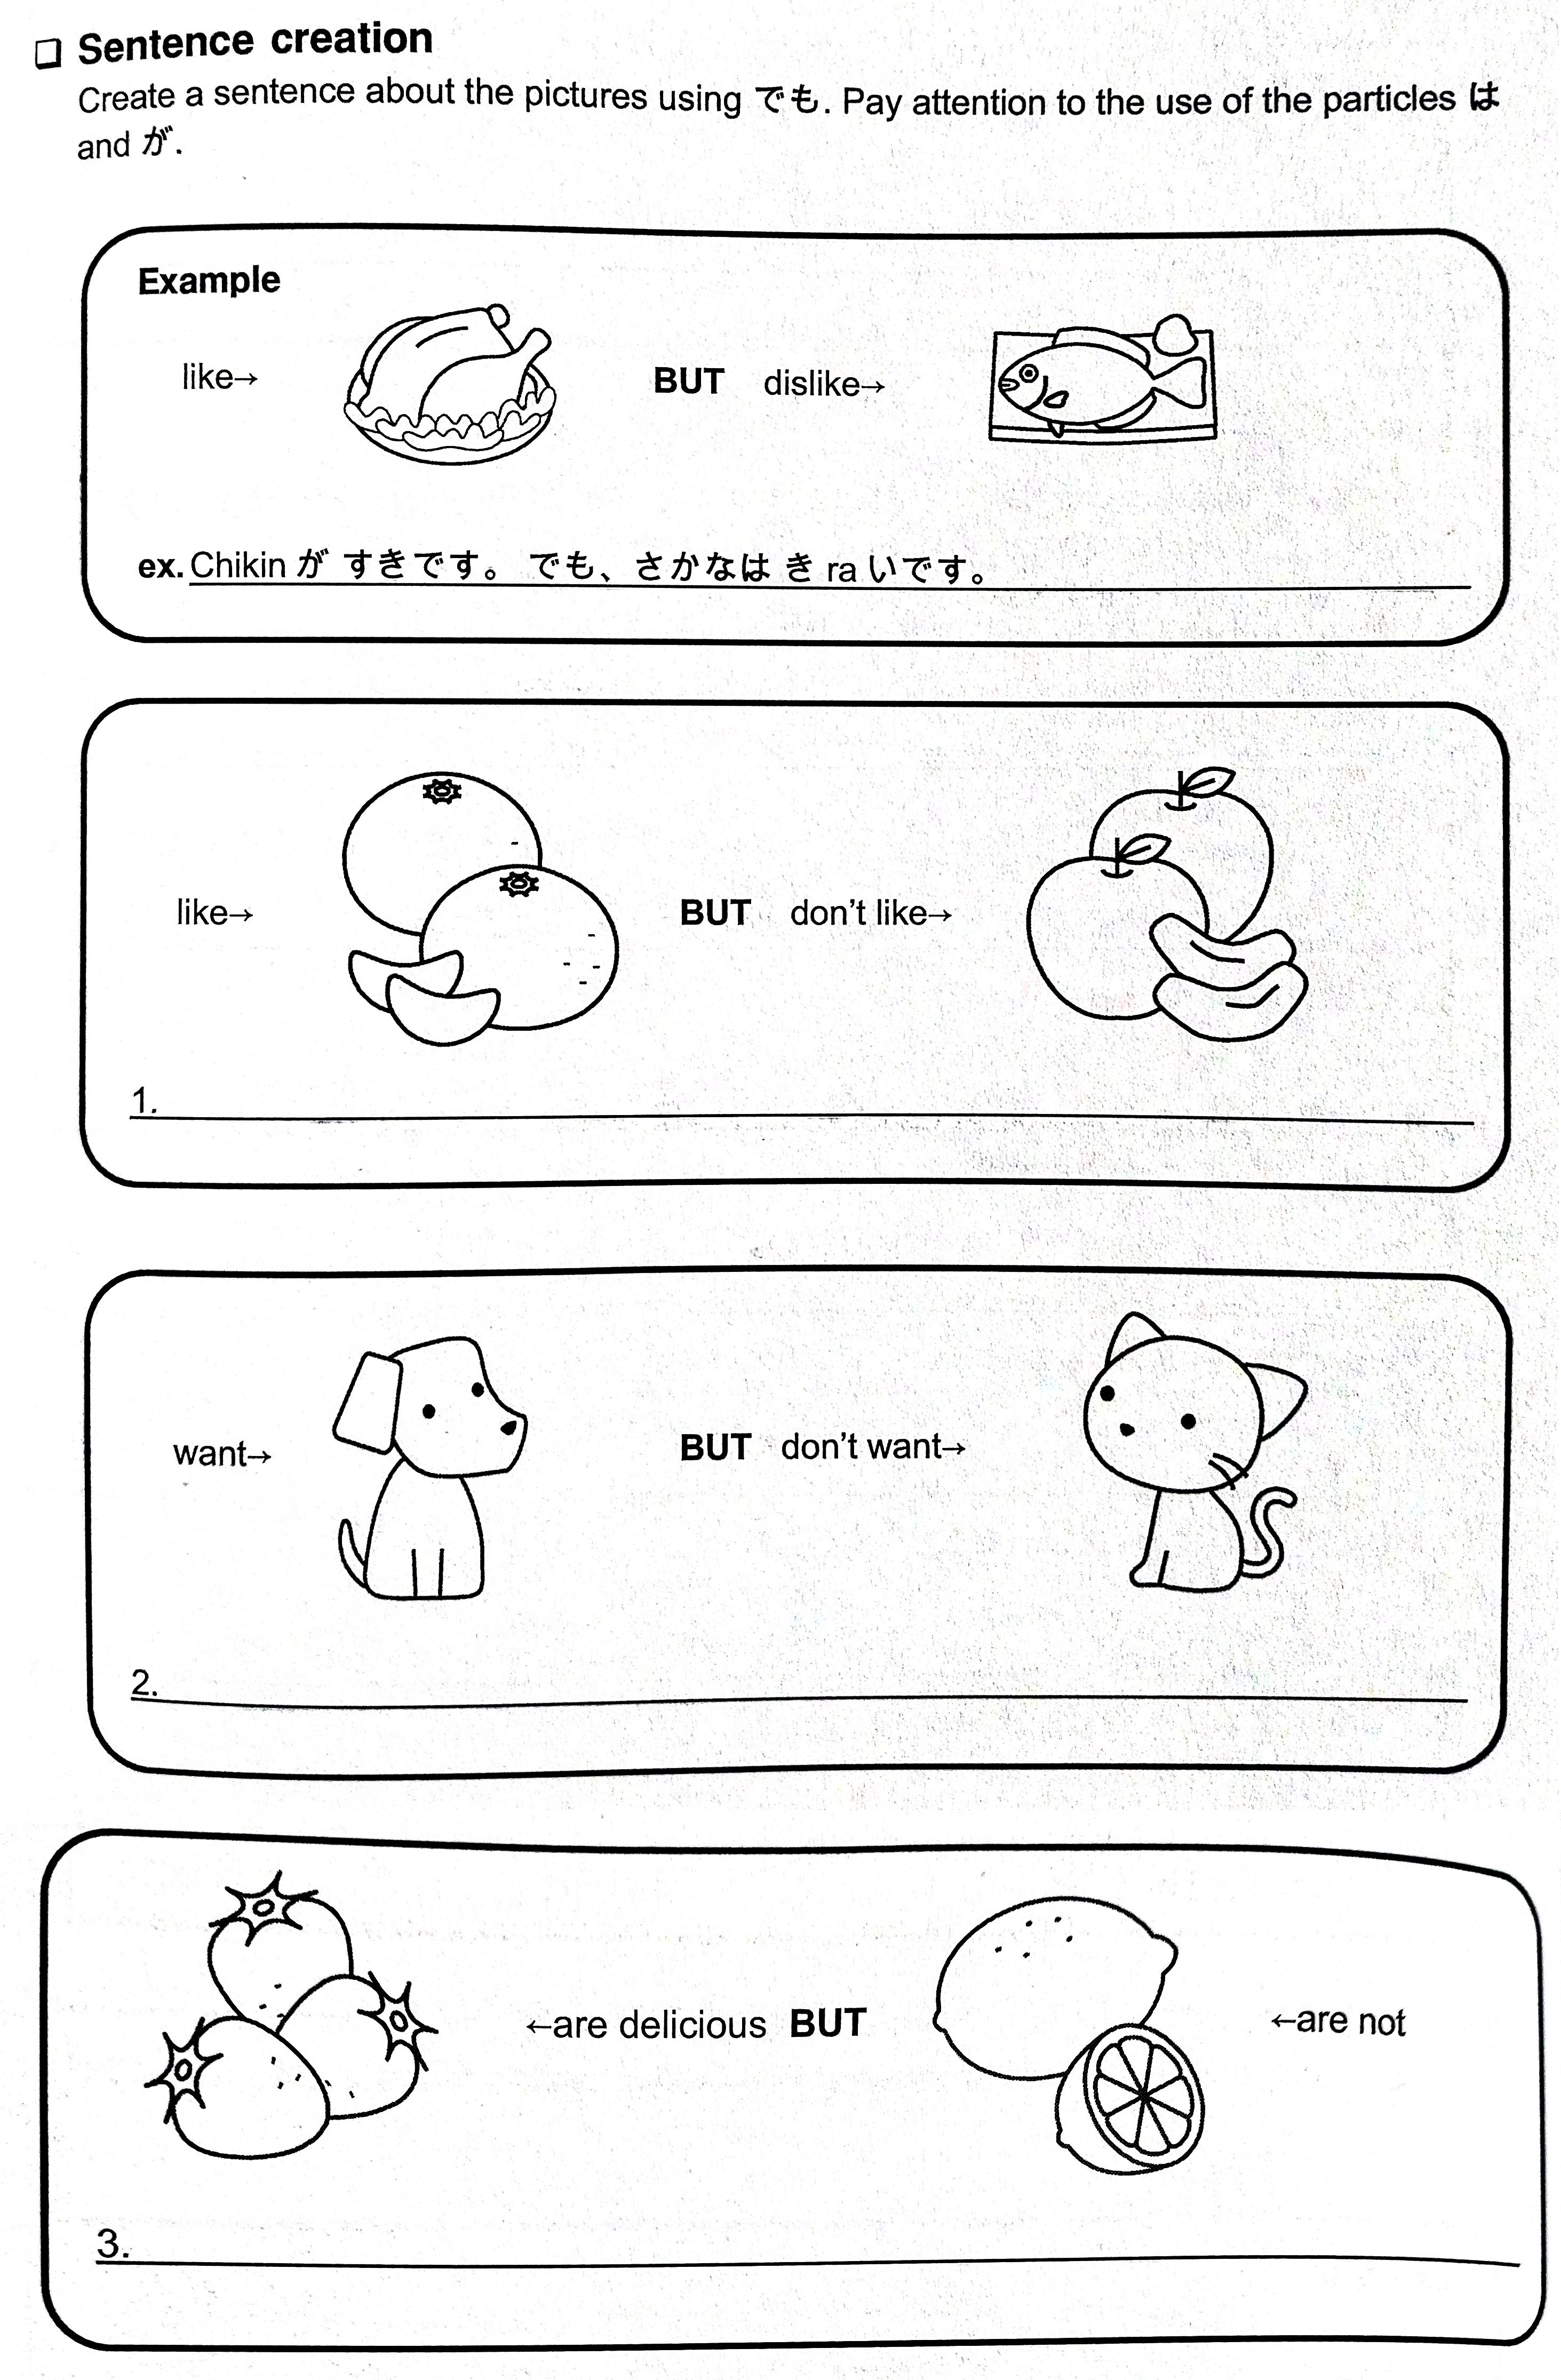 ❑ Sentence creation
Create a sentence about the pictures using でも. Pay attention to the use of the particles は
and が.
Example
like→ BUT dislike→
ex. Chikin が すきです。 でも、さかなは き ra いです。
like→ BUT don't like→
1.
want→ BUT don't want→
2.
←are delicious BUT ←are not
3.